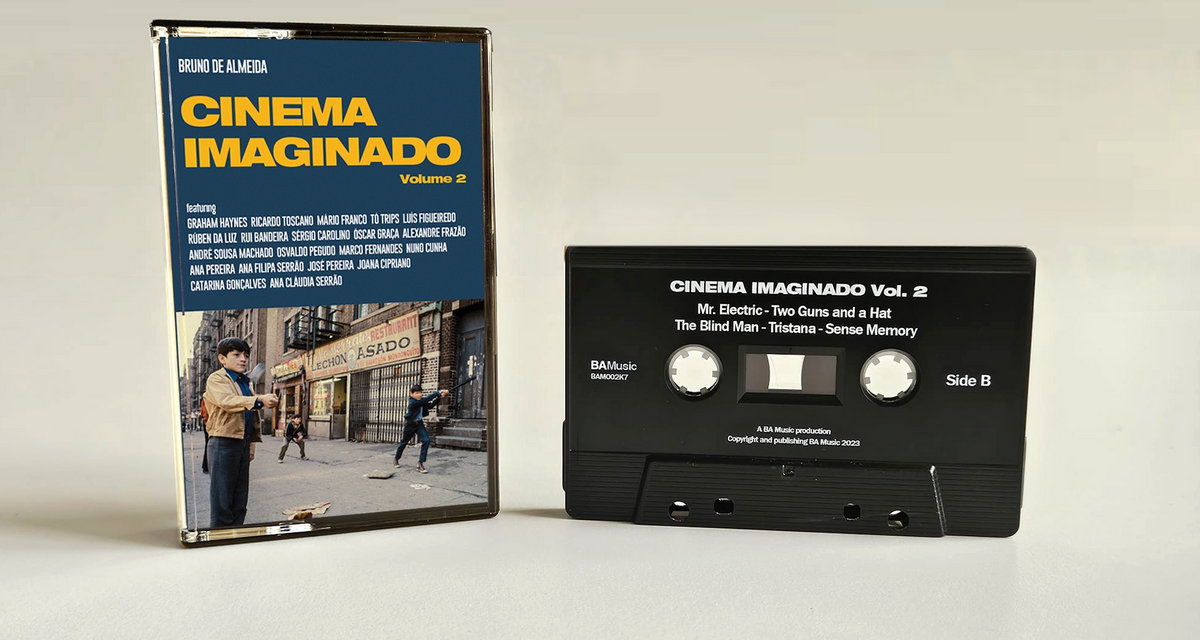 BRUNO DE ALMEIDA
CINEMA
IMAGINADO
Volume 2
featuring
GRAHAM HAYNES RICARDO TOSCANO MÁRIO FRANCO TÓ TRIPS LUÍS FIGUEIREDO
RÚBEN DA LUZ RUI BANDEIRA SÉRGIO CAROLINO ÓSCAR GRAÇA ALEXANDRE FRAZÃO
ANDRÉ SOUSA MACHADO OSVALDO PEGUDO MARCO FERNANDES NUNO CUNHA
ANA PEREIRA ANA FILIPA SERRÃO JOSÉ PEREIRA JOANA CIPRIANO
CATARINA GONÇALVES ANA CLÁUDIA SERRÃO
RESTAURANT
LECHON ASADO
CINEMA IMAGINADO Vol. 2
Mr. Electric - Two Guns and a Hat
The Blind Man - Tristana - Sense Memory
BAMusic
BAM002K7
Side B
A BA Music production
Copyright and publishing BA Music 2023